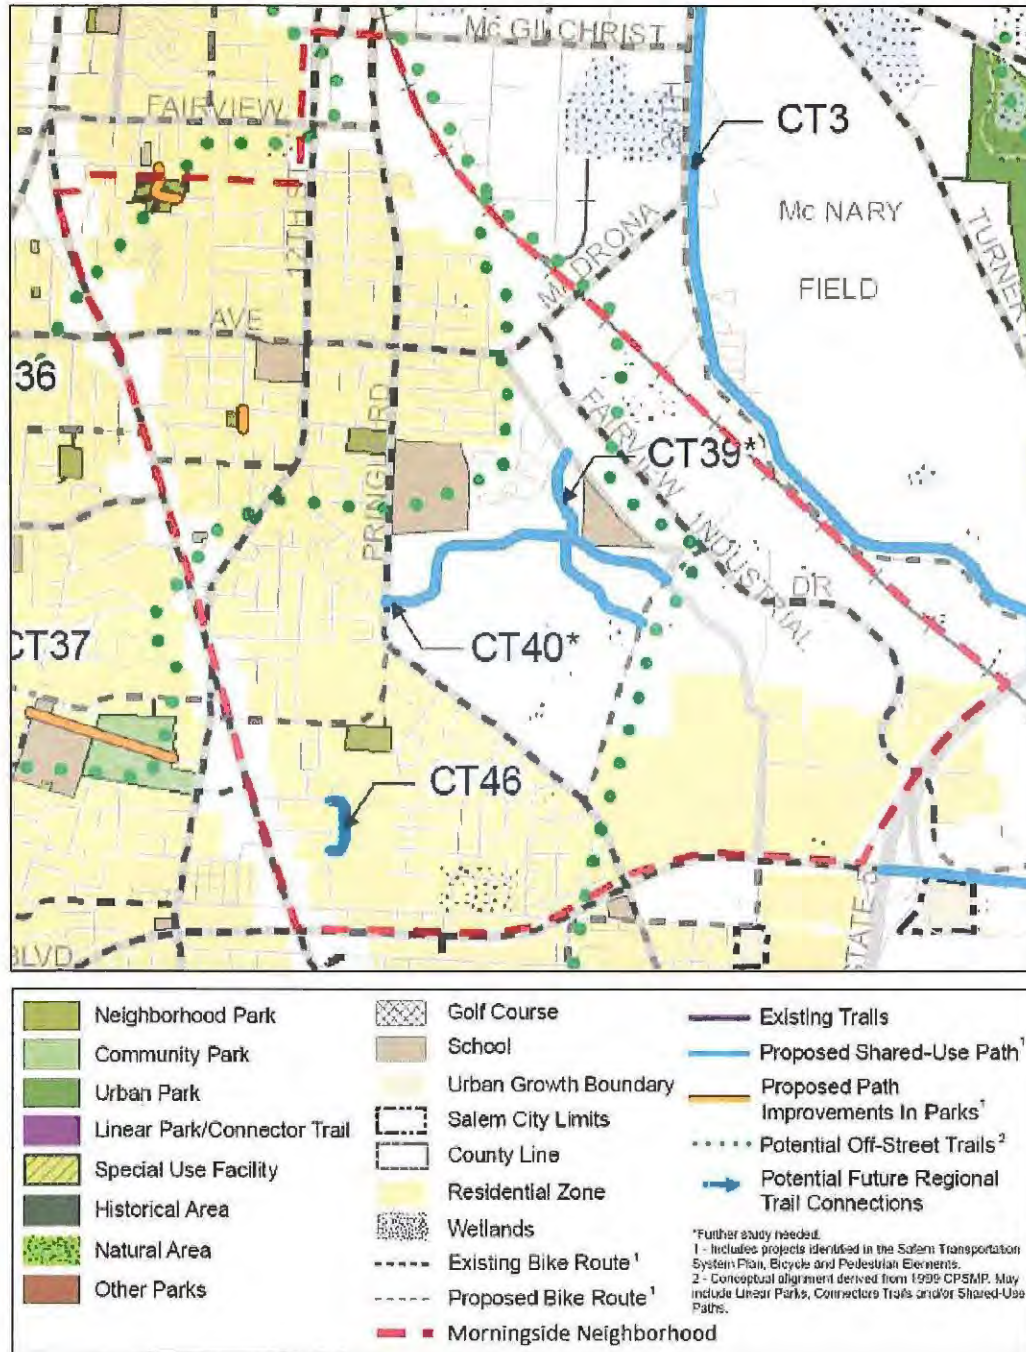 Mc GILCHRIST
25TH
FAIRVIEW
CT3
12TH ST
Mc NARY
FIELD
MADRONA
TURNER
AVE
36
PRINGLE RD
FAIRVIEW INDUSTRIAL DR
CT39*
CT40*
CT37
CT46
BLVD
STATE
Neighborhood Park
Community Park
Urban Park
Linear Park/Connector Trail
Special Use Facility
Historical Area
Natural Area
Other Parks
Golf Course
School
Urban Growth Boundary
Salem City Limits
County Line
Residential Zone
Wetlands
Existing Bike Route¹
Proposed Bike Route¹
Morningside Neighborhood
Existing Trails
Proposed Shared-Use Path¹
Proposed Path
Improvements In Parks¹
Potential Off-Street Trails²
Potential Future Regional
Trail Connections
*Further study needed.
1 - Includes projects identified in the Salem Transportation
System Plan, Bicycle and Pedestrian Elements.
2 - Conceptual alignment derived from 1999 CPSMP. May
include Linear Parks, Connectors Trails and/or Shared-Use
Paths.